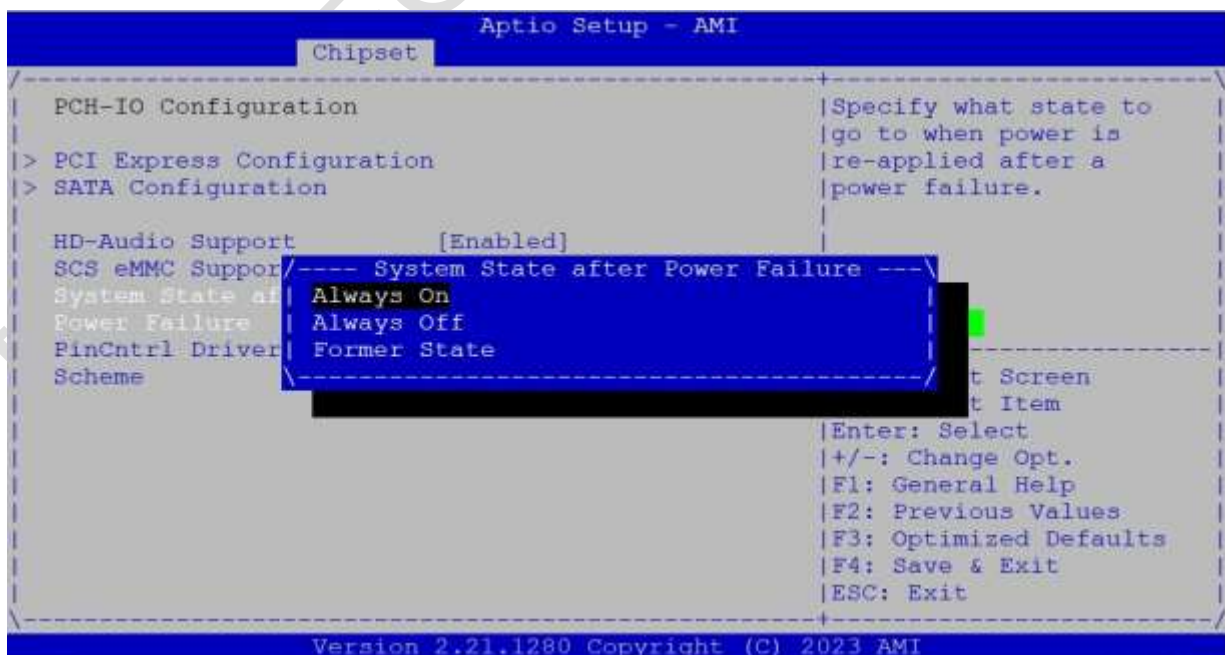 Aptio Setup - AMI
Chipset
PCH-IO Configuration
> PCI Express Configuration
> SATA Configuration
HD-Audio Support [Enabled]
SCS eMMC Suppor
System State af
Power Failure
PinCntrl Driver
Scheme
---- System State after Power Failure ---
Always On
Always Off
Former State
Specify what state to
go to when power is
re-applied after a
power failure.
t Screen
t Item
Enter: Select
+/-: Change Opt.
F1: General Help
F2: Previous Values
F3: Optimized Defaults
F4: Save & Exit
ESC: Exit
Version 2.21.1280 Copyright (C) 2023 AMI